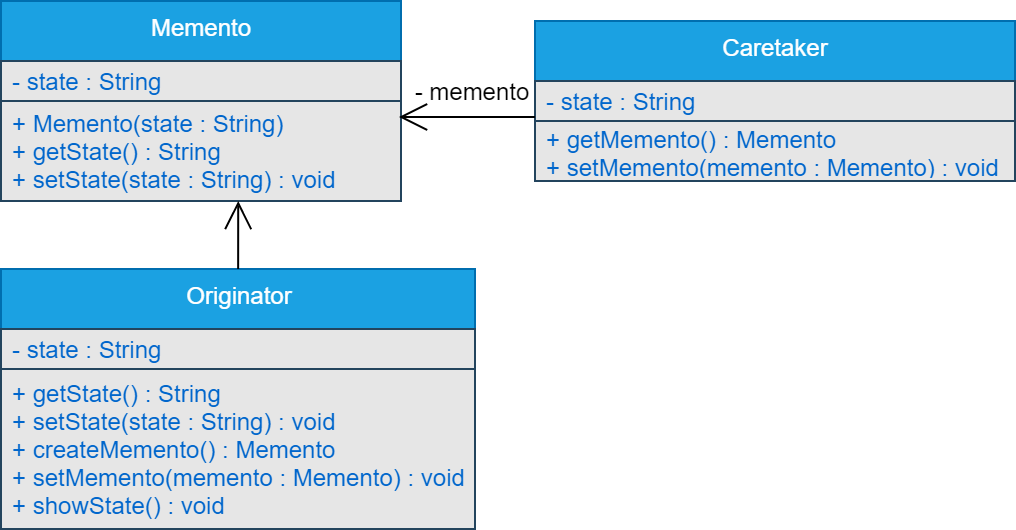 Memento
- state : String
+ Memento(state : String)
+ getState() : String
+ setState(state : String) : void
- memento
Caretaker
- state : String
+ getMemento() : Memento
+ setMemento(memento : Memento) : void
Originator
- state : String
+ getState() : String
+ setState(state : String) : void
+ createMemento() : Memento
+ setMemento(memento : Memento) : void
+ showState() : void